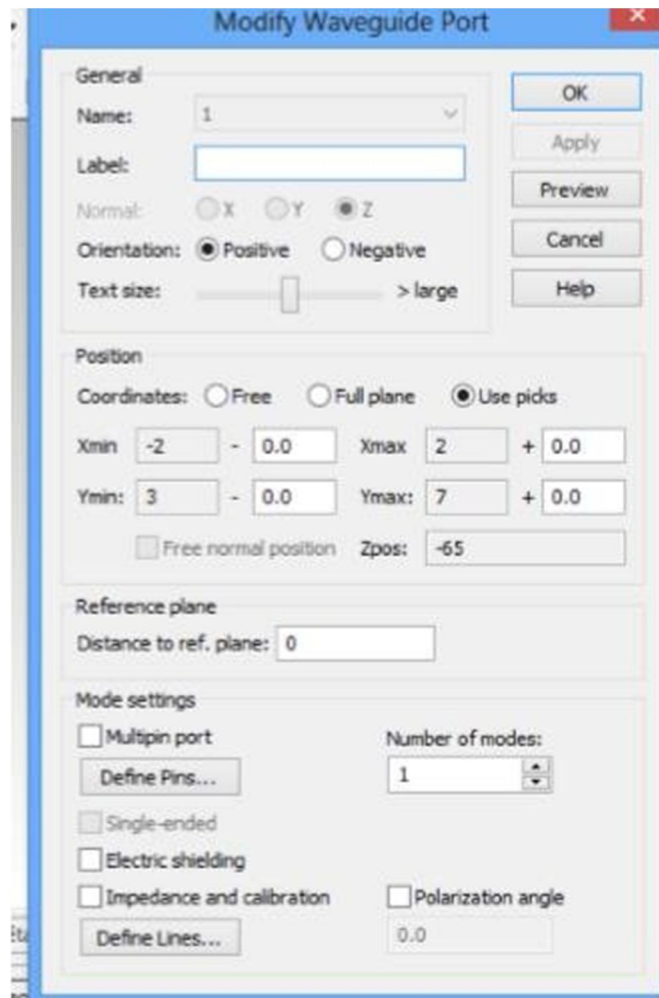 Modify Waveguide Port
General
Name: 1
Label:
Normal: X Y Z
Orientation: Positive Negative
Text size: > large
OK
Apply
Preview
Cancel
Help
Position
Coordinates: Free Full plane Use picks
Xmin -2 - 0.0 Xmax 2 + 0.0
Ymin: 3 - 0.0 Ymax: 7 + 0.0
Free normal position Zpos: -65
Reference plane
Distance to ref. plane: 0
Mode settings
Multipin port
Number of modes:
Define Pins... 1
Single-ended
Electric shielding
Impedance and calibration Polarization angle
Define Lines... 0.0